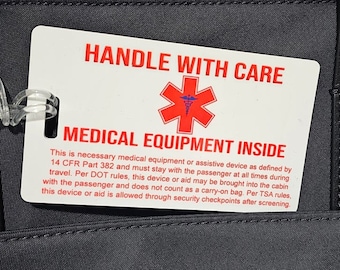 HANDLE WITH CARE
MEDICAL EQUIPMENT INSIDE
This is necessary medical equipment or assistive device as defined by
14 CFR Part 382 and must stay with the passenger at all times during
travel. Per DOT rules, this device or aid may be brought into the cabin
with the passenger and does not count as a carry-on bag. Per TSA rules,
this device or aid is allowed through security checkpoints after screening.